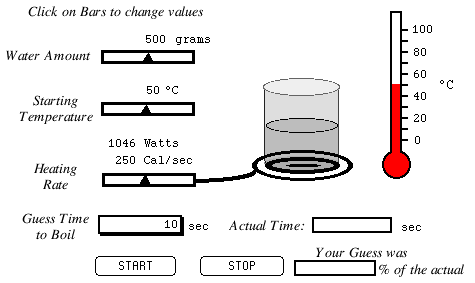 Click on Bars to change values
500 grams
Water Amount
50 °C
Starting
Temperature
1046 Watts
250 Cal/sec
Heating
Rate
100
80
60
40
20
0
°C
Guess Time
to Boil
10 sec
Actual Time: sec
START
STOP
Your Guess was
% of the actual